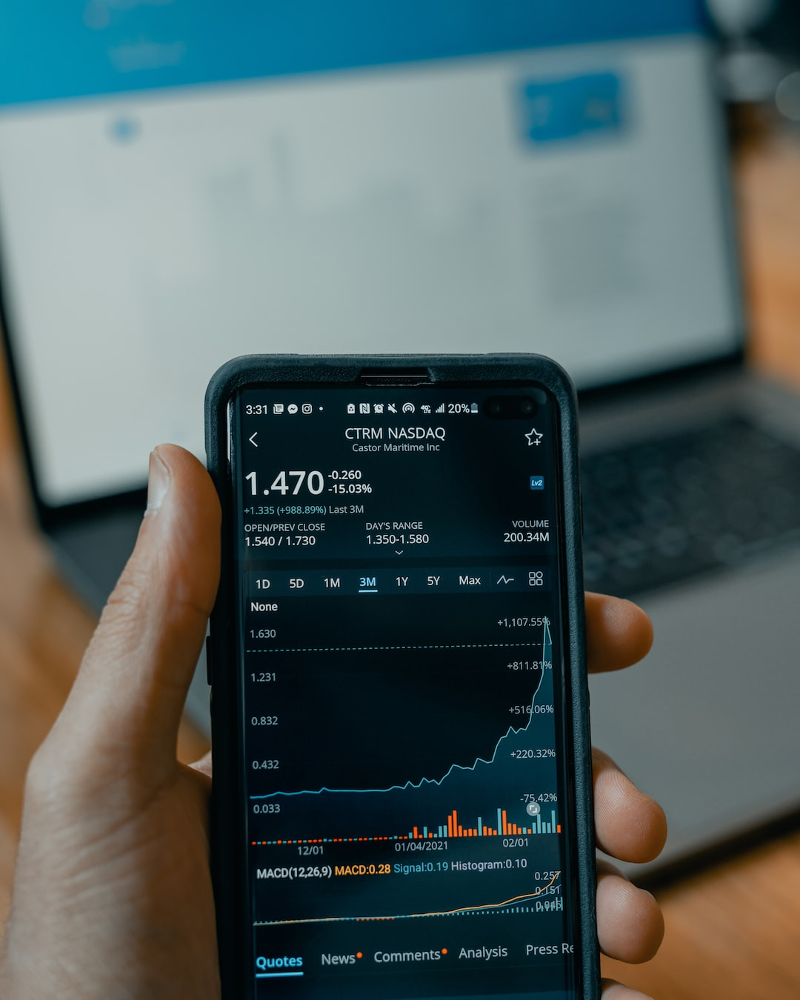 3:31 20%
CTRM NASDAQ
Castor Maritime Inc
1.470 -0.260
-15.03%
Lv2
+1.335 (+988.89%) Last 3M
OPEN/PREV CLOSE DAY'S RANGE VOLUME
1.540 / 1.730 1.350-1.580 200.34M
1D 5D 1M 3M 1Y 5Y Max
None
1.630 +1,107.55%
1.231 +811.81%
0.832 +516.06%
0.432 +220.32%
0.033 -75.42%
12/01 01/04/2021 02/01
MACD(12,26,9) MACD:0.28 Signal:0.19 Histogram:0.10
0.257
0.151
0.045
Quotes News Comments Analysis Press Re